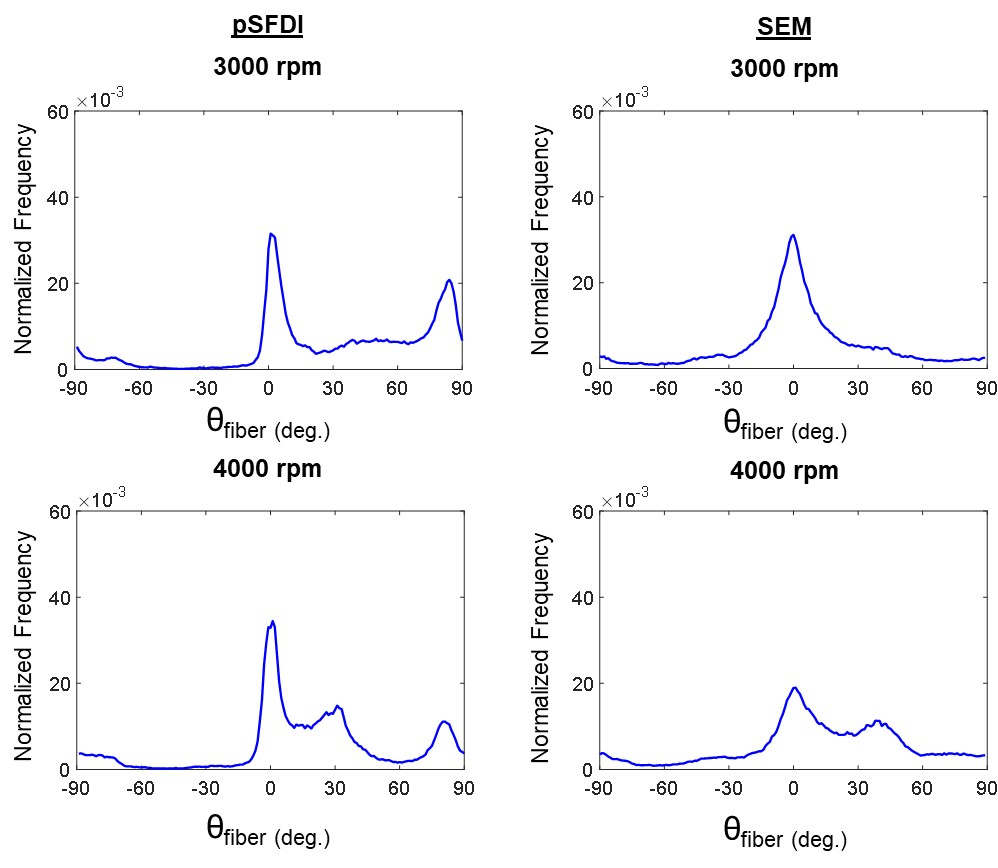 pSFDI
SEM
3000 rpm
3000 rpm
×10-3
60
40
20
0
-90 -60 -30 0 30 60 90
Normalized Frequency
θfiber (deg.)
×10-3
60
40
20
0
-90 -60 -30 0 30 60 90
Normalized Frequency
θfiber (deg.)
4000 rpm
4000 rpm
×10-3
60
40
20
0
-90 -60 -30 0 30 60 90
Normalized Frequency
θfiber (deg.)
×10-3
60
40
20
0
-90 -60 -30 0 30 60 90
Normalized Frequency
θfiber (deg.)